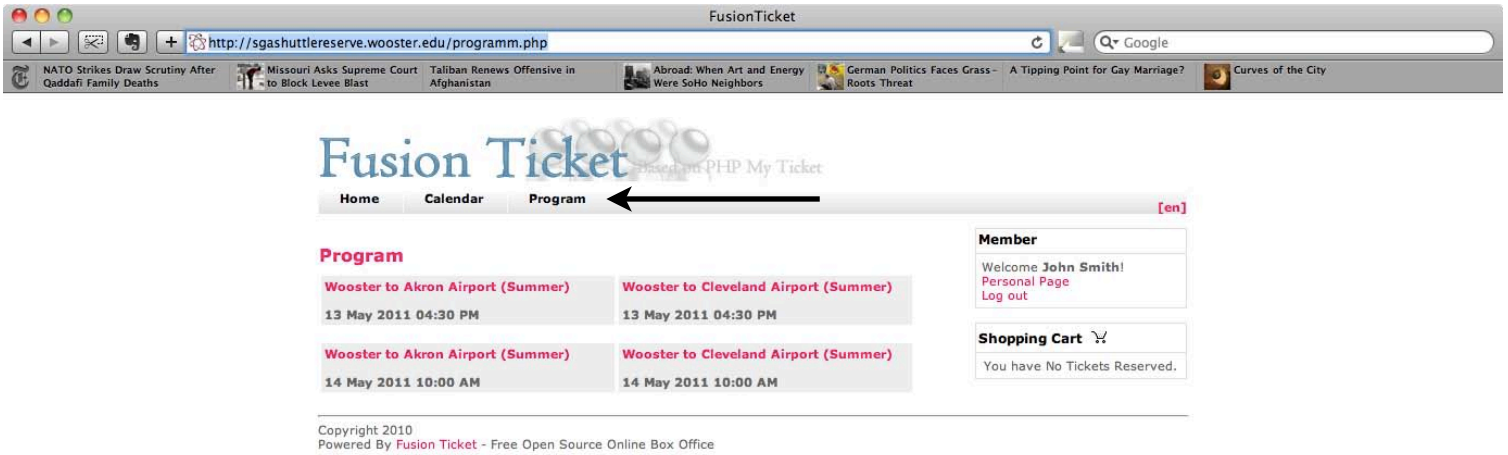 FusionTicket
http://sgashuttlereserve.wooster.edu/programm.php
Google
NATO Strikes Draw Scrutiny After
Qaddafi Family Deaths
Missouri Asks Supreme Court
to Block Levee Blast
Taliban Renews Offensive in
Afghanistan
Abroad: When Art and Energy
Were SoHo Neighbors
German Politics Faces Grass-
Roots Threat
A Tipping Point for Gay Marriage?
Curves of the City
Fusion Ticket
Based on PHP My Ticket
Home Calendar Program
[en]
Program
Wooster to Akron Airport (Summer)
13 May 2011 04:30 PM
Wooster to Cleveland Airport (Summer)
13 May 2011 04:30 PM
Wooster to Akron Airport (Summer)
14 May 2011 10:00 AM
Wooster to Cleveland Airport (Summer)
14 May 2011 10:00 AM
Member
Welcome John Smith!
Personal Page
Log out
Shopping Cart
You have No Tickets Reserved.
Copyright 2010
Powered By Fusion Ticket - Free Open Source Online Box Office